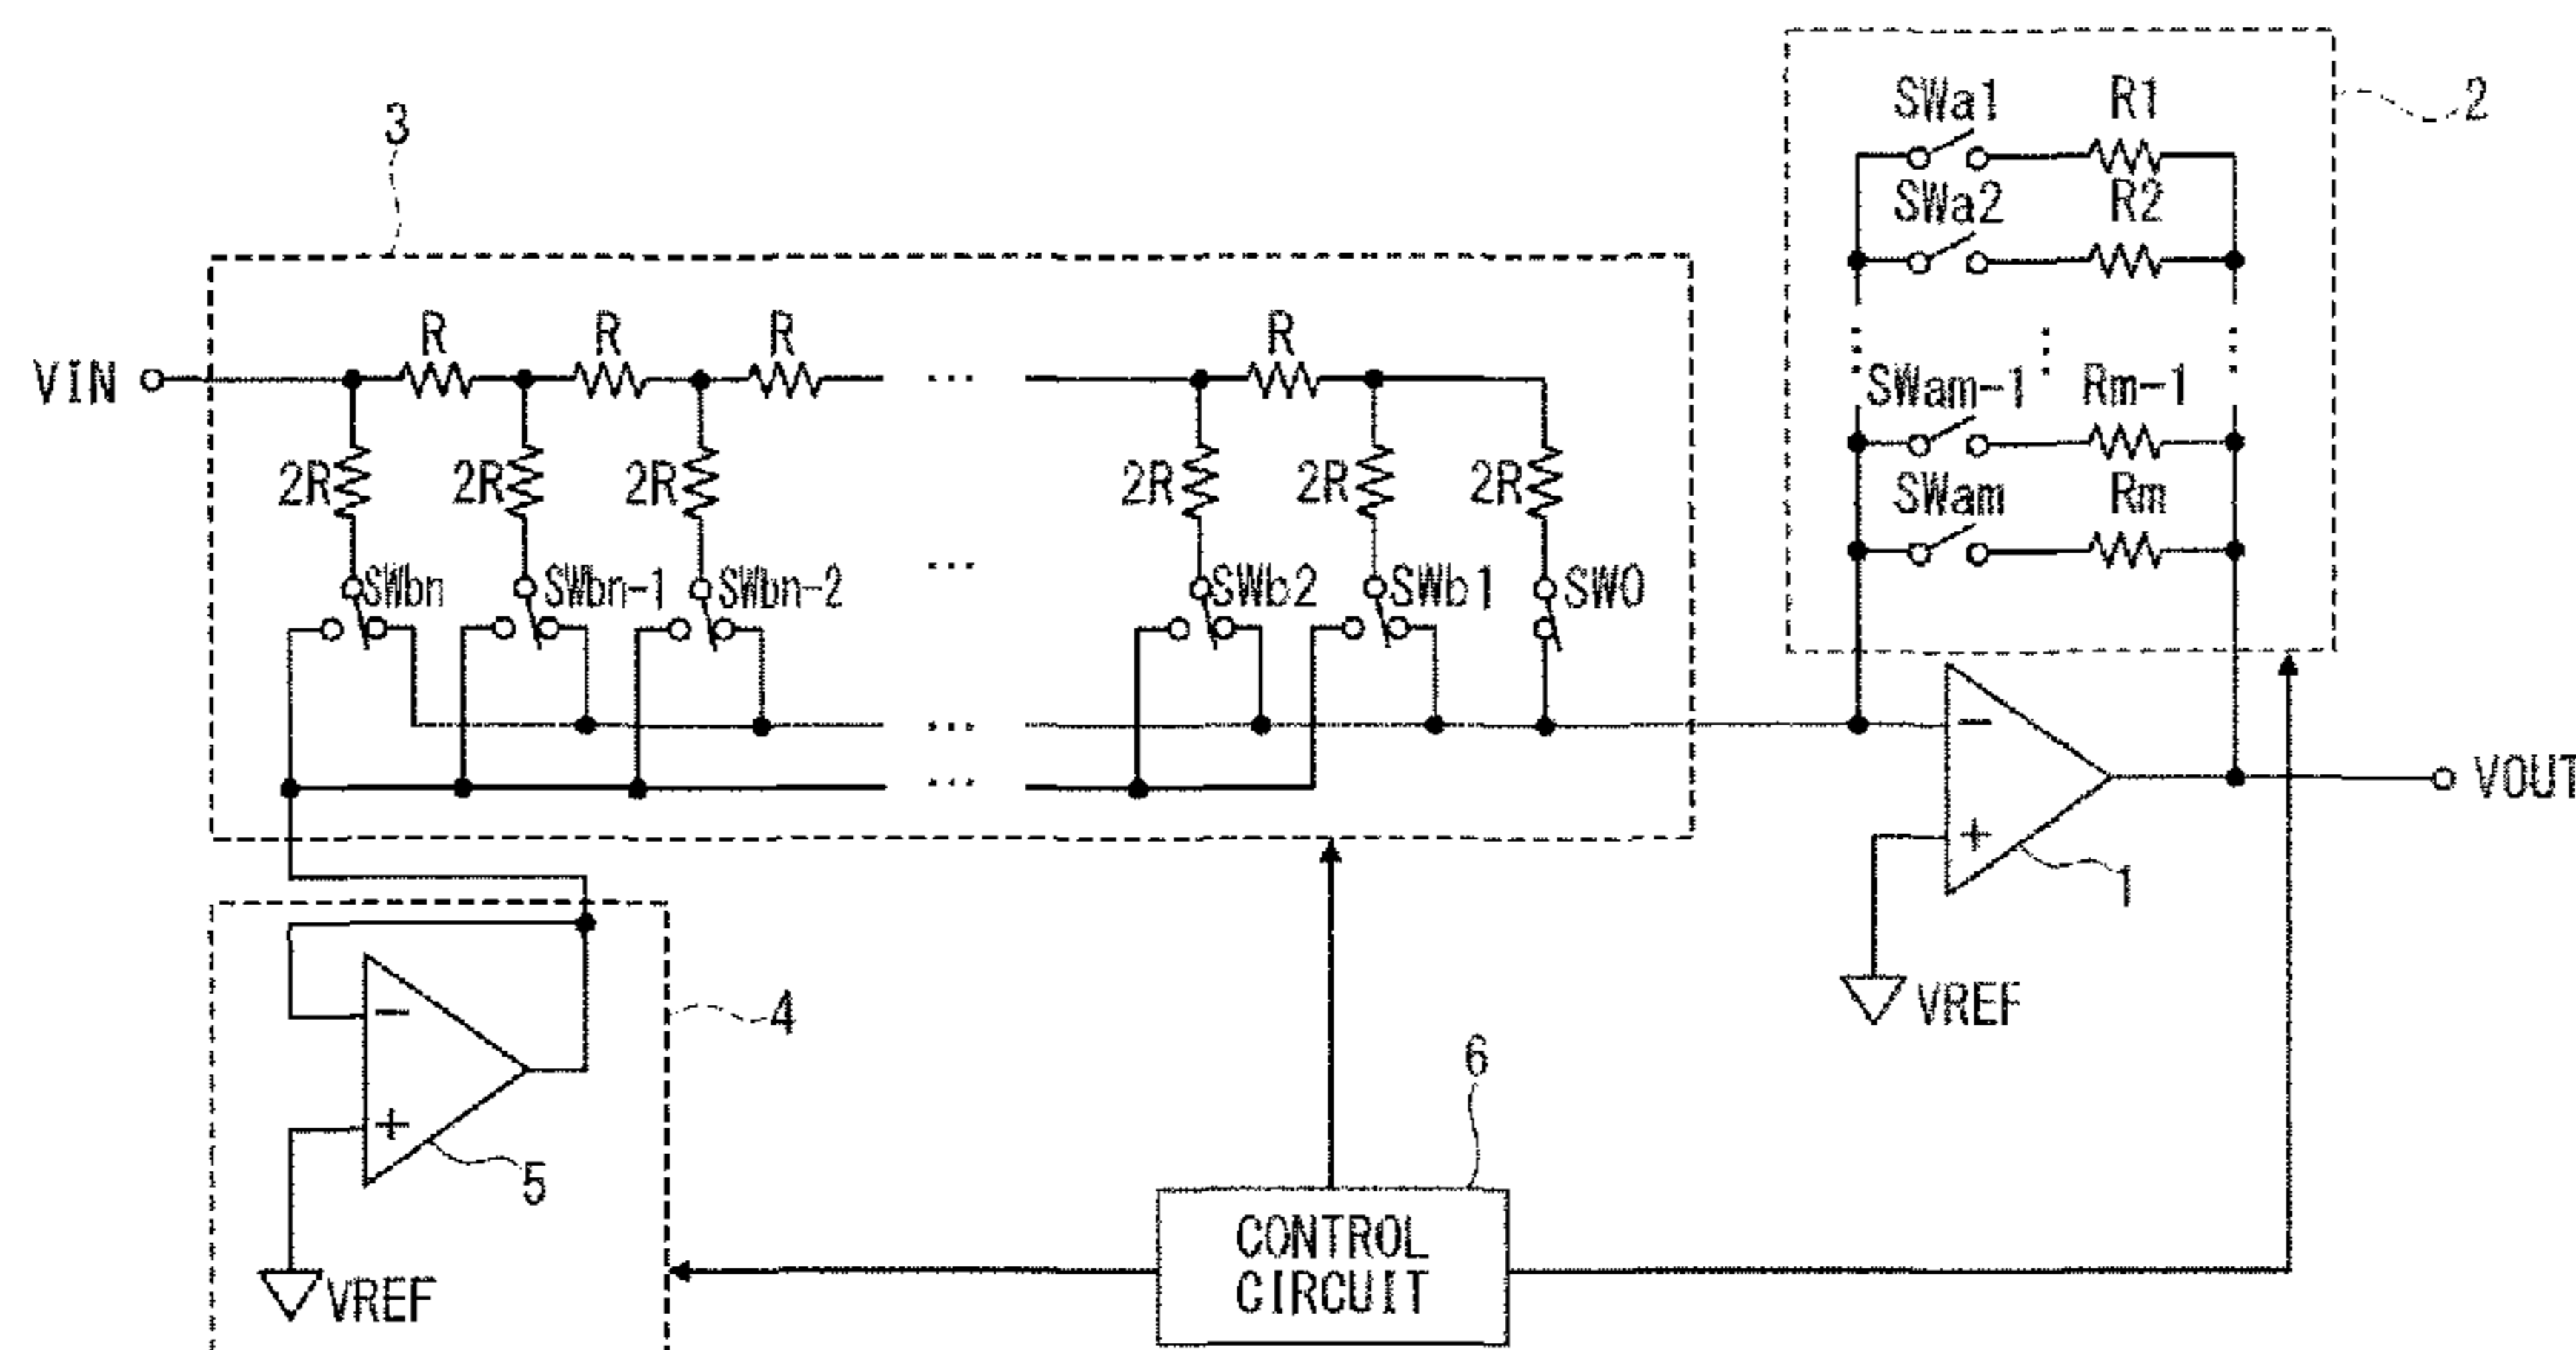 SWa1 R1
2
3
SWa2 R2
R R R R
VIN
SWam-1 Rm-1
2R 2R 2R 2R 2R 2R
SWam Rm
SWbn SWbn-1 SWbn-2 SWb2 SWb1 SW0
...
−
VOUT
+
1
−
4
VREF
6
+
5
CONTROL
CIRCUIT
VREF